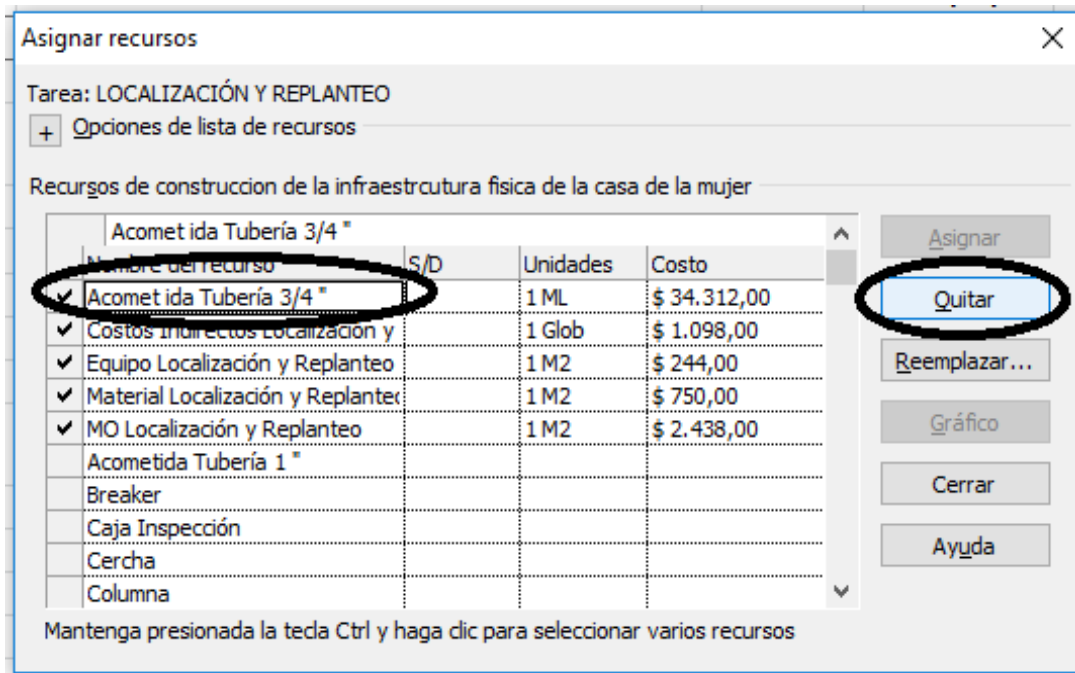 Asignar recursos
Tarea: LOCALIZACIÓN Y REPLANTEO
+ Opciones de lista de recursos
Recursos de construccion de la infraestrcutura fisica de la casa de la mujer
Acomet ida Tubería 3/4 "
Nombre del recurso S/D Unidades Costo
Acomet ida Tubería 3/4 " 1 ML $ 34.312,00
Costos Indirectos Localización y 1 Glob $ 1.098,00
Equipo Localización y Replanteo 1 M2 $ 244,00
Material Localización y Replanteo 1 M2 $ 750,00
MO Localización y Replanteo 1 M2 $ 2.438,00
Acometida Tubería 1 "
Breaker
Caja Inspección
Cercha
Columna
Asignar
Quitar
Reemplazar...
Gráfico
Cerrar
Ayuda
Mantenga presionada la tecla Ctrl y haga clic para seleccionar varios recursos